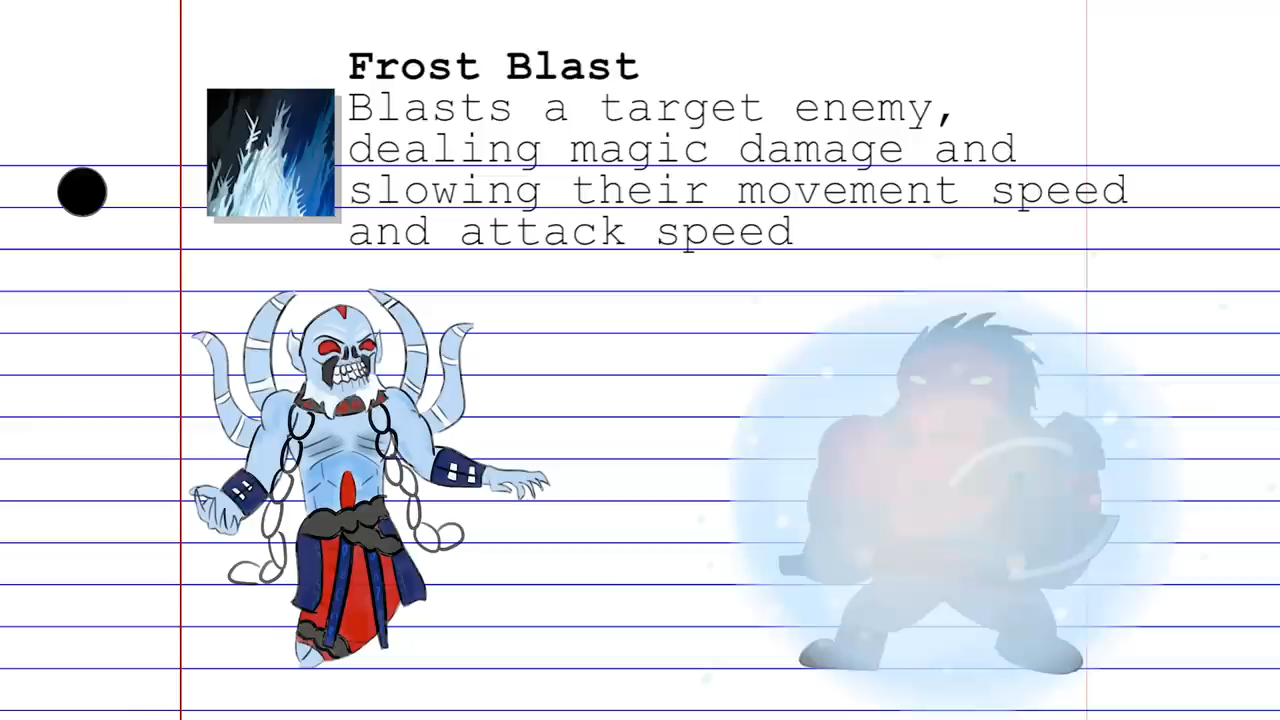 Frost Blast
Blasts a target enemy,
dealing magic damage and
slowing their movement speed
and attack speed